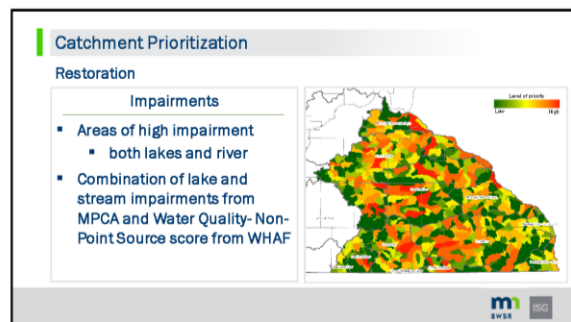 Catchment Prioritization
Restoration
Impairments
▪ Areas of high impairment
▪ both lakes and river
▪ Combination of lake and
stream impairments from
MPCA and Water Quality- Non-
Point Source score from WHAF
Level of priority
High
mn
BWSR
ISG